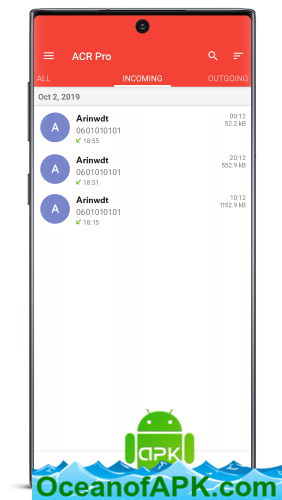 ACR Pro
ALL INCOMING OUTGOING
Oct 2, 2019
A Arinwdt 00:12
0601010101 52.2 kB
18:55
A Arinwdt 20:12
0601010101 552.9 kB
18:51
A Arinwdt 10:12
0601010101 1152.9 kB
18:15
APK
OceanofAPK.com